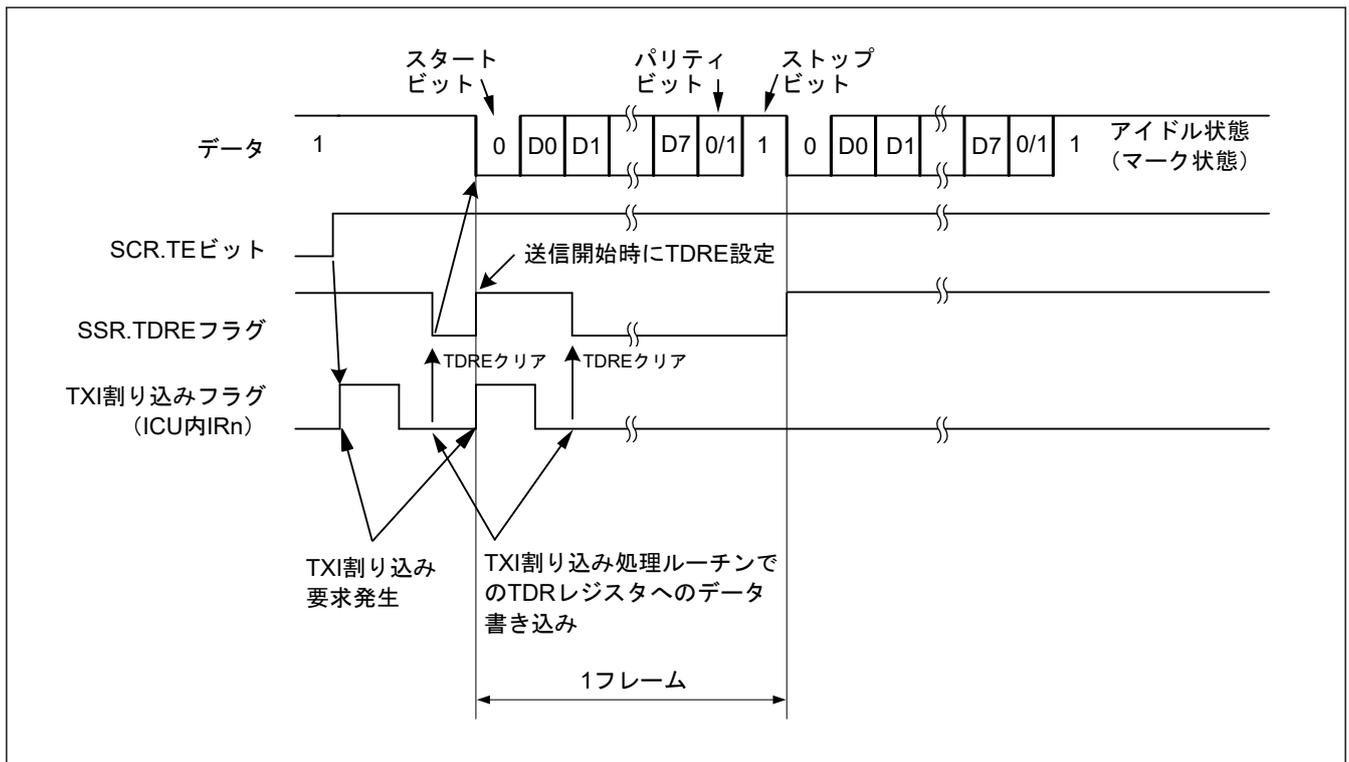 スタート
ビット
パリティ
ビット
ストップ
ビット
データ
1
0
D0
D1
D7
0/1
1
0
D0
D1
D7
0/1
1
アイドル状態
（マーク状態）
SCR.TEビット
送信開始時にTDRE設定
SSR.TDREフラグ
TDREクリア
TDREクリア
TXI割り込みフラグ
（ICU内IRn）
TXI割り込み
要求発生
TXI割り込み処理ルーチンで
のTDRレジスタへのデータ
書き込み
1フレーム